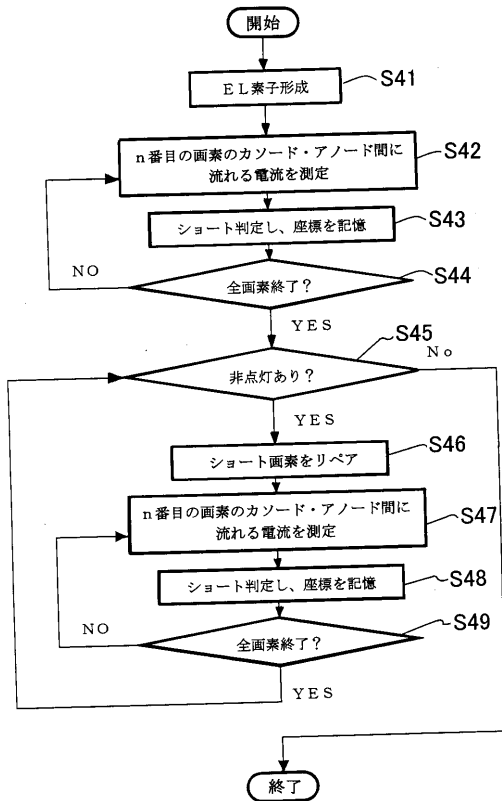 開始
S41
EL素子形成
S42
n番目の画素のカソード・アノード間に
流れる電流を測定
S43
ショート判定し、座標を記憶
S44
全画素終了?
NO
YES
S45
非点灯あり?
No
YES
S46
ショート画素をリペア
S47
n番目の画素のカソード・アノード間に
流れる電流を測定
S48
ショート判定し、座標を記憶
S49
全画素終了?
NO
YES
終了